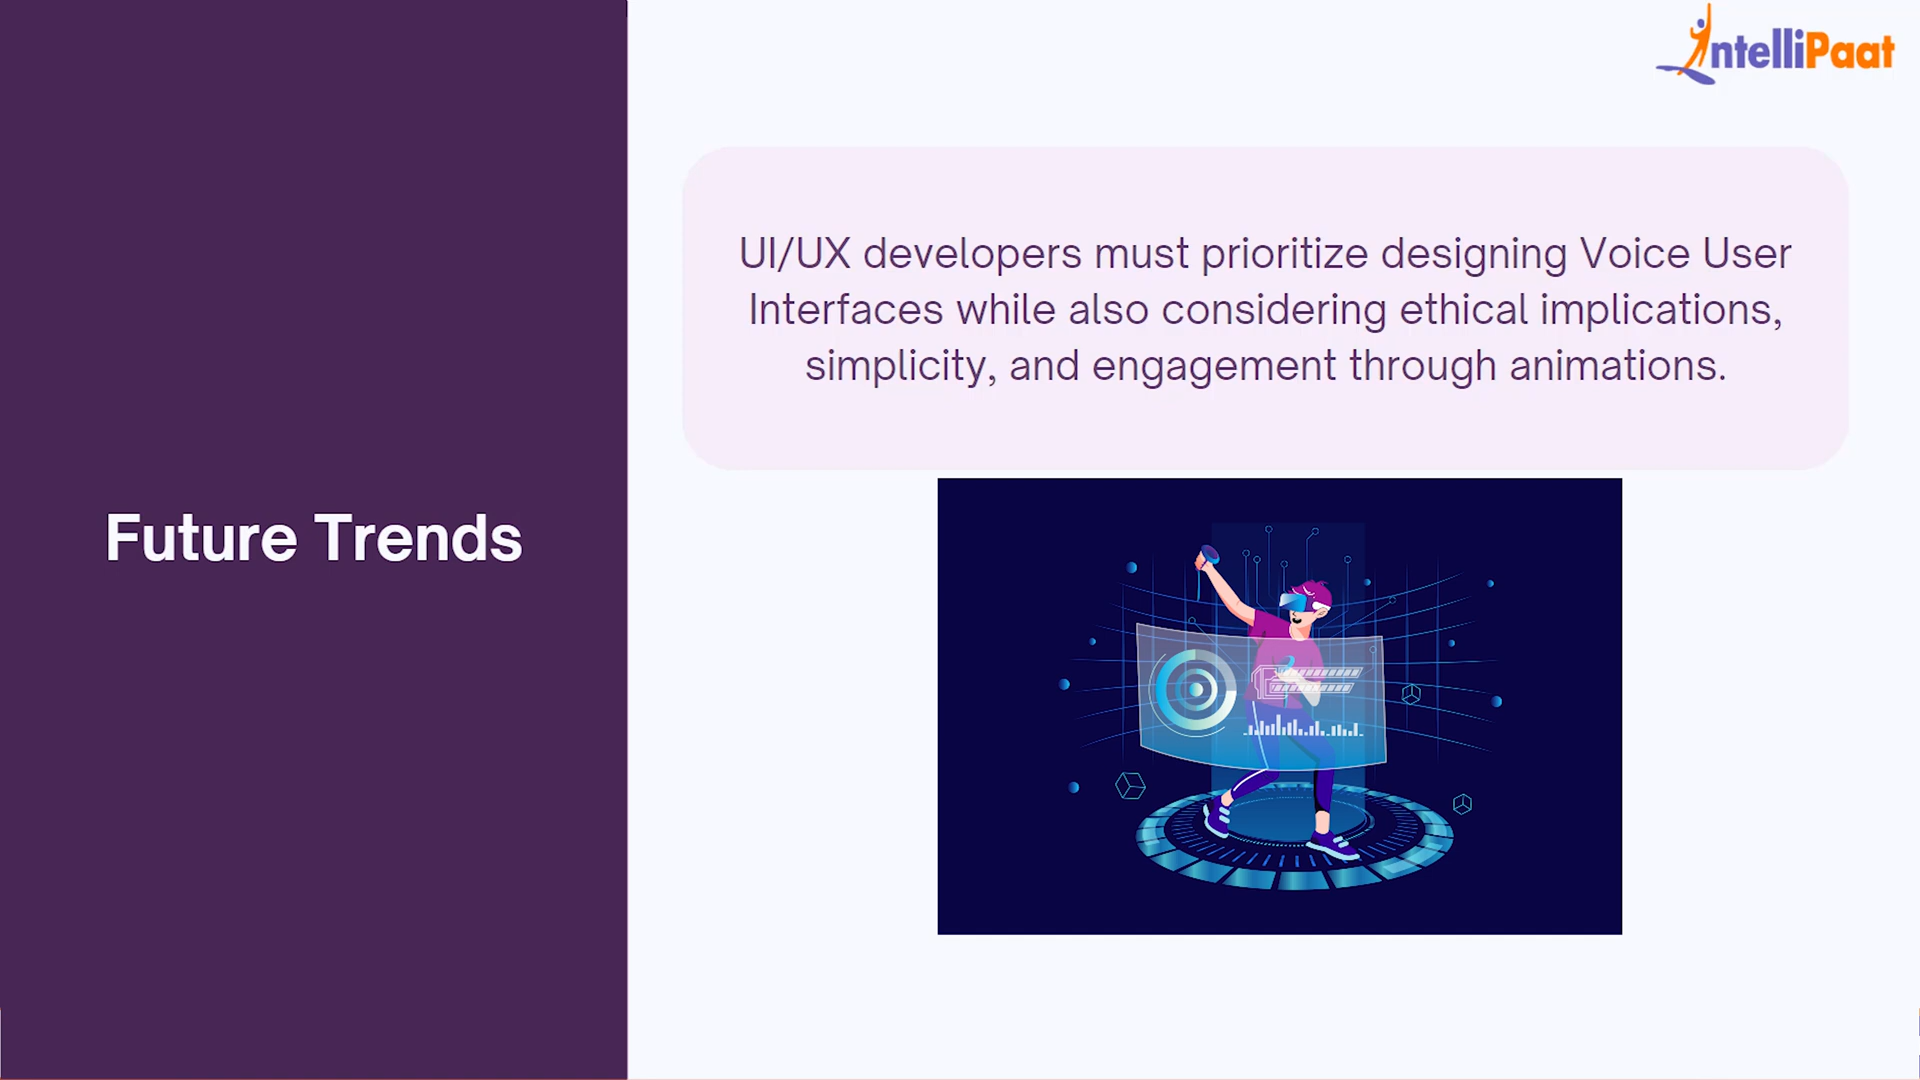 IntelliPaat
UI/UX developers must prioritize designing Voice User
Interfaces while also considering ethical implications,
simplicity, and engagement through animations.
Future Trends